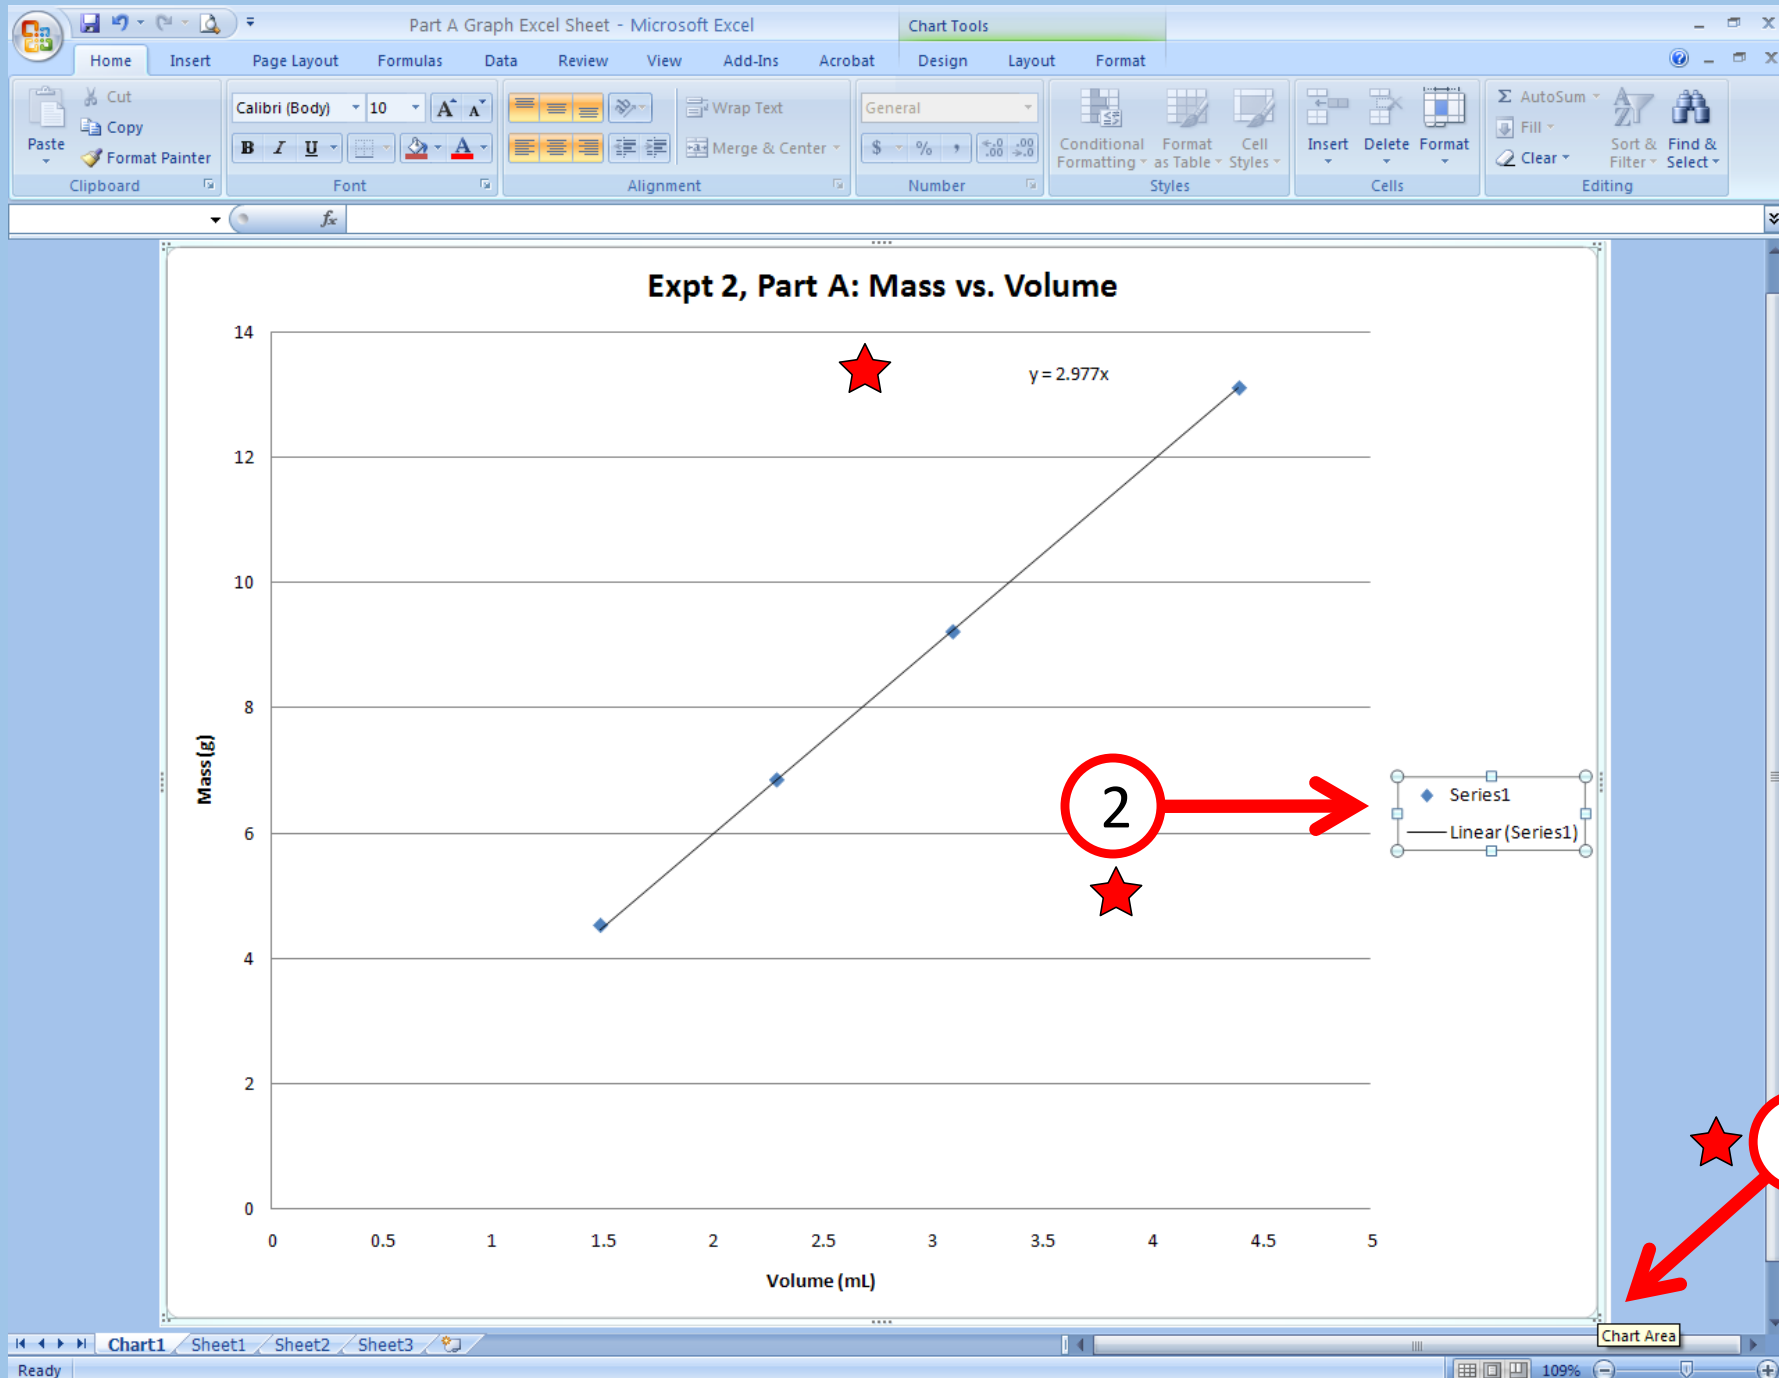 Part A Graph Excel Sheet - Microsoft Excel
Chart Tools
Home Insert Page Layout Formulas Data Review View Add-Ins Acrobat Design Layout Format
Paste
Cut
Copy
Format Painter
Clipboard
Calibri (Body) 10 A A
B I U A
Font
Wrap Text
Merge & Center
Alignment
General
$ % , .0 .00 .00 .0
Number
Conditional Formatting
Format as Table
Cell Styles
Styles
Insert Delete Format
Cells
Σ AutoSum
Fill
Clear
Sort & Filter
Find & Select
Editing
fx
Expt 2, Part A: Mass vs. Volume
14
y = 2.977x
12
10
8
Mass (g)
2
Series1
Linear (Series1)
6
4
2
0
0 0.5 1 1.5 2 2.5 3 3.5 4 4.5 5
Volume (mL)
Chart Area
Chart1 Sheet1 Sheet2 Sheet3
Ready
109%